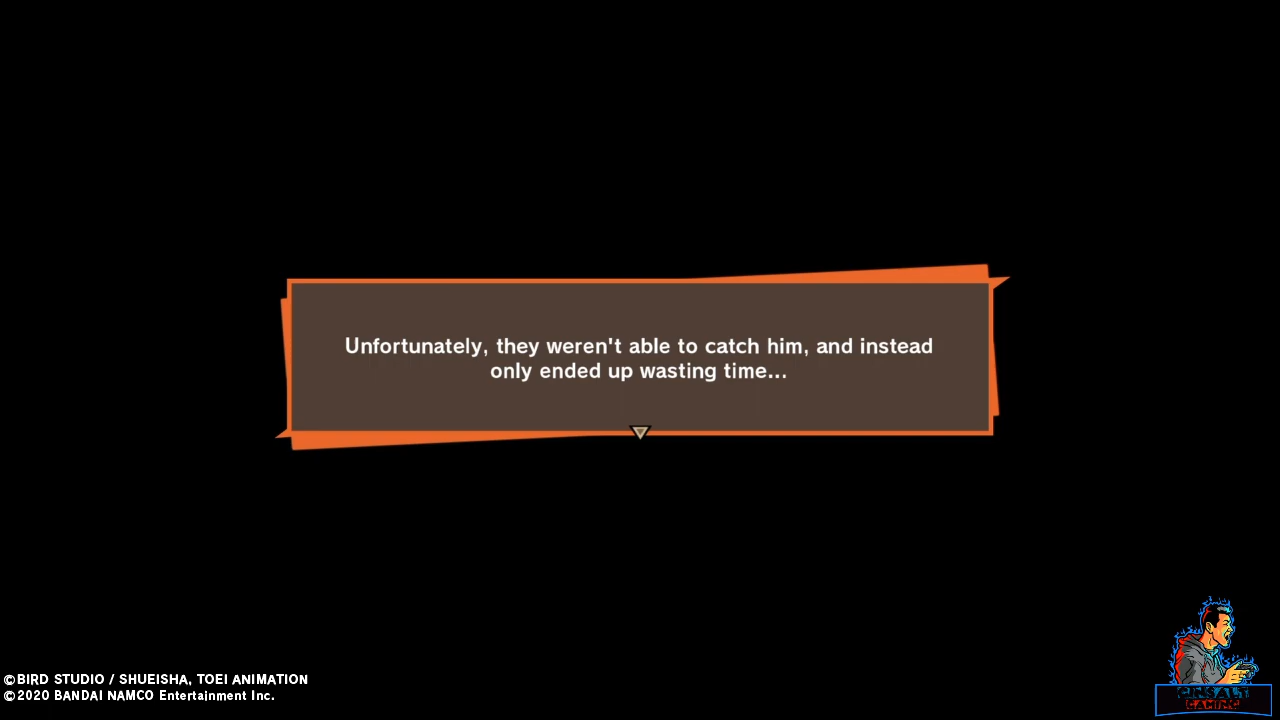 Unfortunately, they weren't able to catch him, and instead
only ended up wasting time...
©BIRD STUDIO / SHUEISHA, TOEI ANIMATION
©2020 BANDAI NAMCO Entertainment Inc.
GAMING